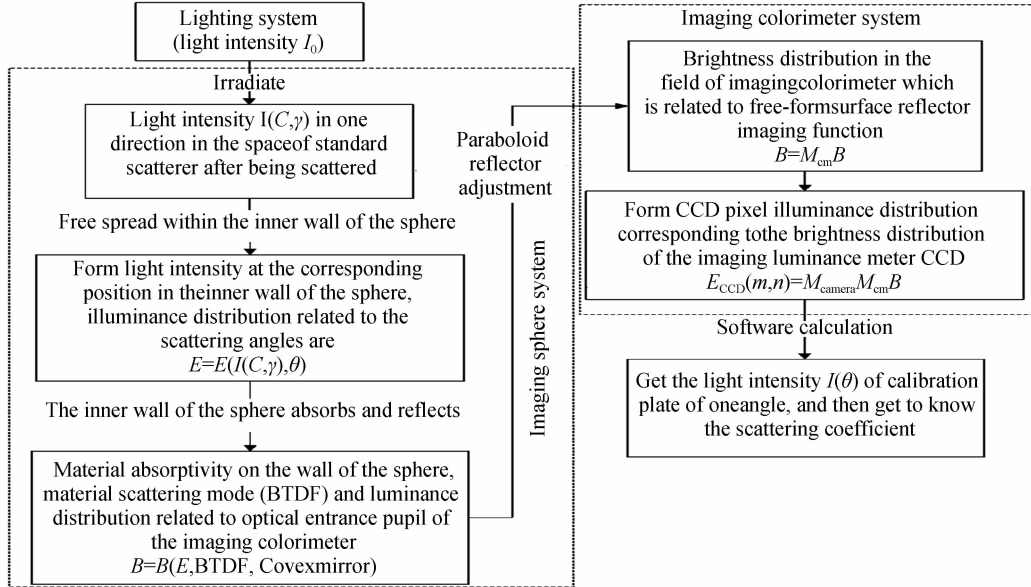 Lighting system
(light intensity I₀)
Irradiate
Light intensity I(C,γ) in one
direction in the spaceof standard
scatterer after being scattered
Free spread within the inner wall of the sphere
Form light intensity at the corresponding
position in theinner wall of the sphere,
illuminance distribution related to the
scattering angles are
E=E(I(C,γ),θ)
The inner wall of the sphere absorbs and reflects
Material absorptivity on the wall of the sphere,
material scattering mode (BTDF) and luminance
distribution related to optical entrance pupil of
the imaging colorimeter
B=B(E,BTDF, Covexmirror)
Paraboloid
reflector
adjustment
Imaging sphere system
Imaging colorimeter system
Brightness distribution in the
field of imagingcolorimeter which
is related to free-formsurface reflector
imaging function
B=M_cm B
Form CCD pixel illuminance distribution
corresponding tothe brightness distribution
of the imaging luminance meter CCD
E_CCD(m,n)=M_camera M_cm B
Software calculation
Get the light intensity I(θ) of calibration
plate of oneangle, and then get to know
the scattering coefficient